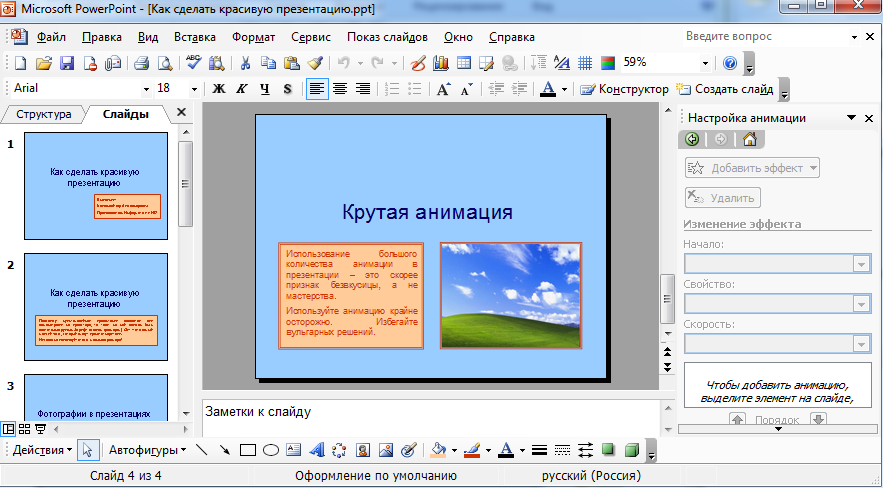 Microsoft PowerPoint - [Как сделать красивую презентацию.ppt]
Файл Правка Вид Вставка Формат Сервис Показ слайдов Окно Справка Введите вопрос
59%
Arial 18 Ж К Ч S Конструктор Создать слайд
Структура Слайды
1
Как сделать красивую
презентацию
2
Как сделать красивую
презентацию
3
Фотографии в презентациях
Крутая анимация
Использование большого
количества анимации в
презентации – это скорее
признак безвкусицы, а не
мастерства.
Используйте анимацию крайне
осторожно. Избегайте
вульгарных решений.
Заметки к слайду
Настройка анимации
Добавить эффект
Удалить
Изменение эффекта
Начало:
Свойство:
Скорость:
Чтобы добавить анимацию,
выделите элемент на слайде,
Порядок
Действия Автофигуры
Слайд 4 из 4 Оформление по умолчанию русский (Россия)